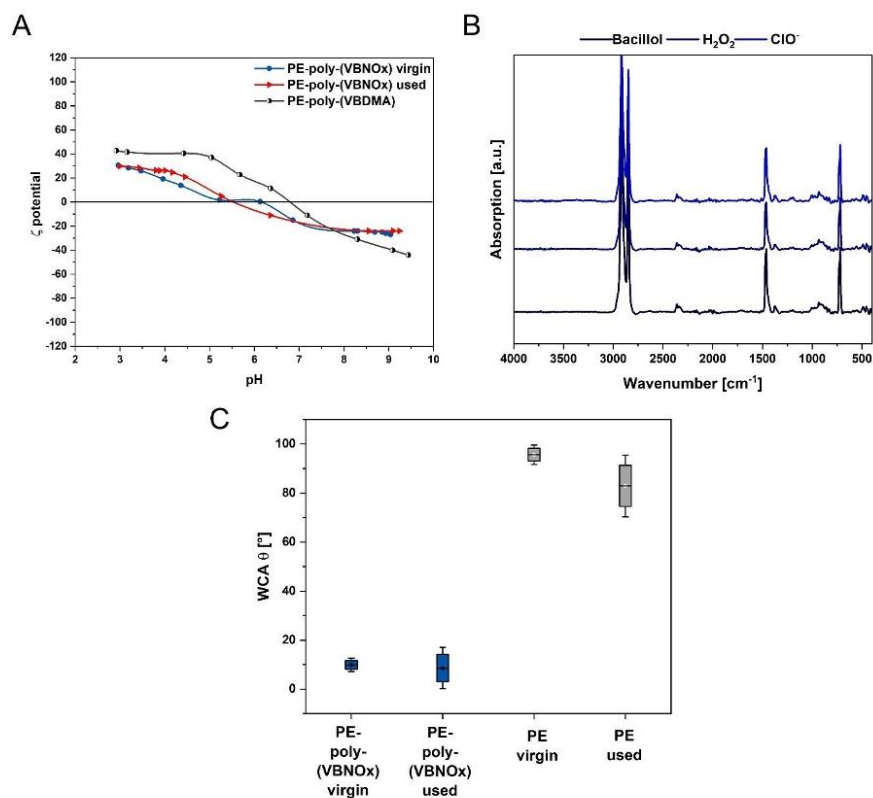 A
120
100
80
60
40
20
0
-20
-40
-60
-80
-100
-120
ζ potential
2 3 4 5 6 7 8 9 10
pH
PE-poly-(VBNOx) virgin
PE-poly-(VBNOx) used
PE-poly-(VBDMA)
B
Bacillol H₂O₂ ClO⁻
Absorption [a.u.]
4000 3500 3000 2500 2000 1500 1000 500
Wavenumber [cm⁻¹]
C
100
80
60
40
20
0
WCA θ [°]
PE-
poly-
(VBNOx)
virgin
PE-
poly-
(VBNOx)
used
PE
virgin
PE
used